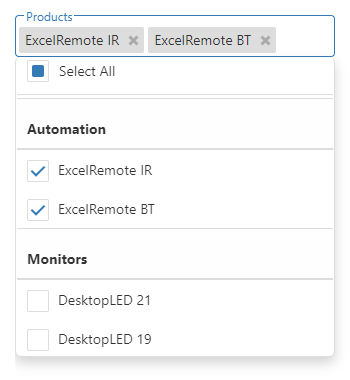 Products
ExcelRemote IR ExcelRemote BT
Select All
Automation
ExcelRemote IR
ExcelRemote BT
Monitors
DesktopLED 21
DesktopLED 19